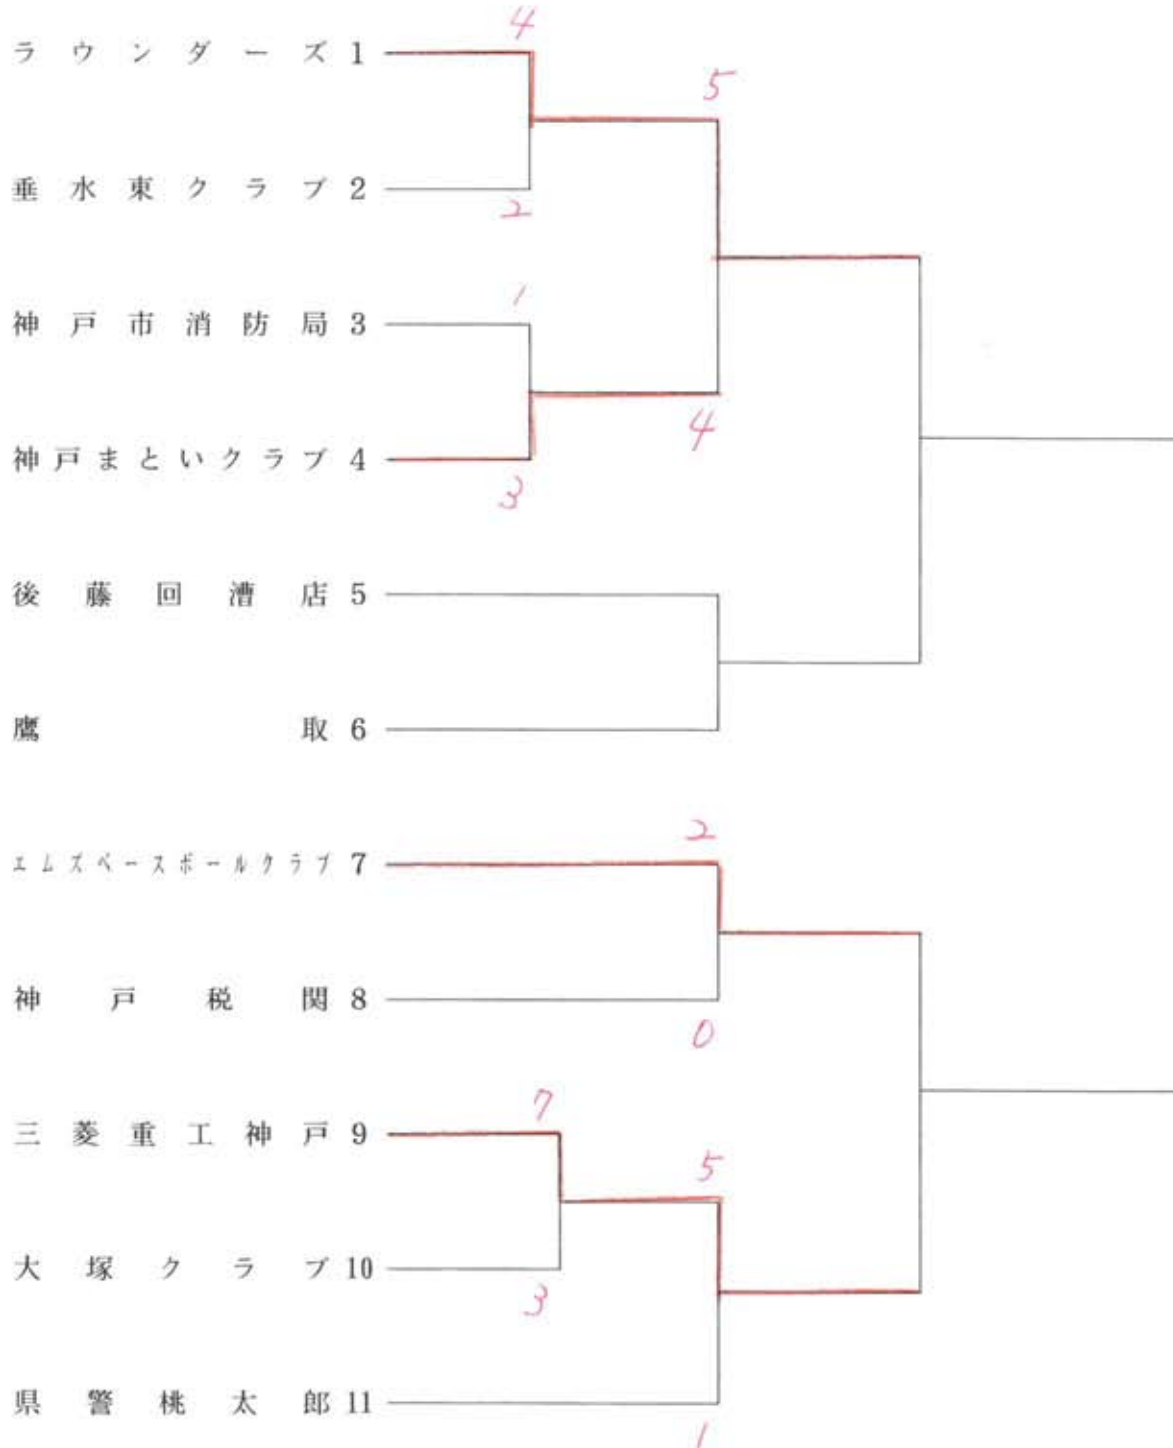 4
ラウンダーズ 1
5
垂水東クラブ 2
2
1
神戸市消防局 3
4
神戸まといクラブ 4
3
後藤回漕店 5
鷹取 6
2
エムズベースボールクラブ 7
神戸税関 8
0
7
三菱重工神戸 9
5
大塚クラブ 10
3
県警桃太郎 11
1